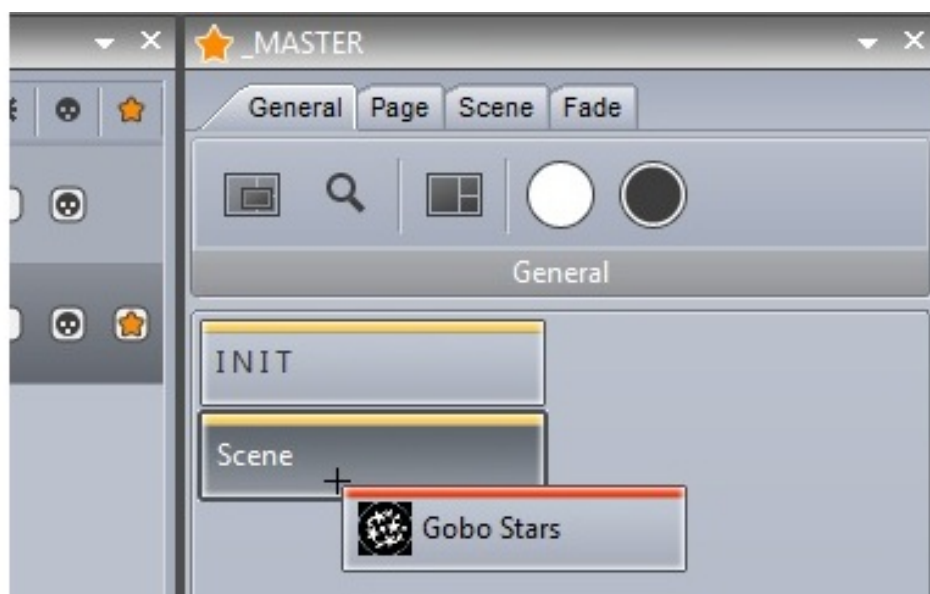 _MASTER
General Page Scene Fade
General
INIT
Scene
Gobo Stars